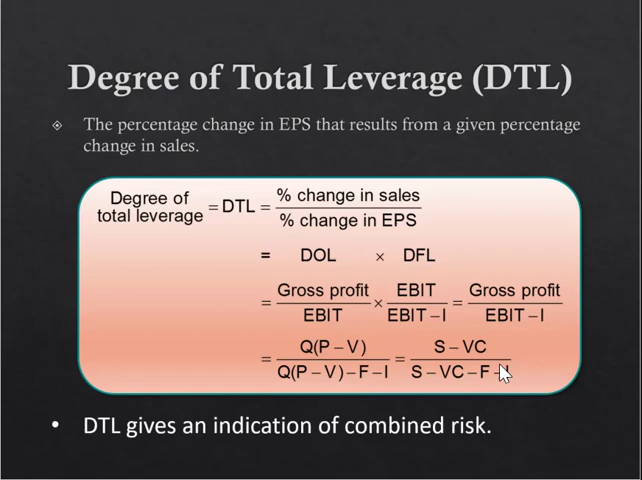 Degree of Total Leverage (DTL)
The percentage change in EPS that results from a given percentage
change in sales.
Degree of total leverage = DTL = % change in sales / % change in EPS
= DOL × DFL
= Gross profit / EBIT × EBIT / EBIT – I = Gross profit / EBIT – I
= Q(P – V) / Q(P – V) – F – I = S – VC / S – VC – F – I
• DTL gives an indication of combined risk.